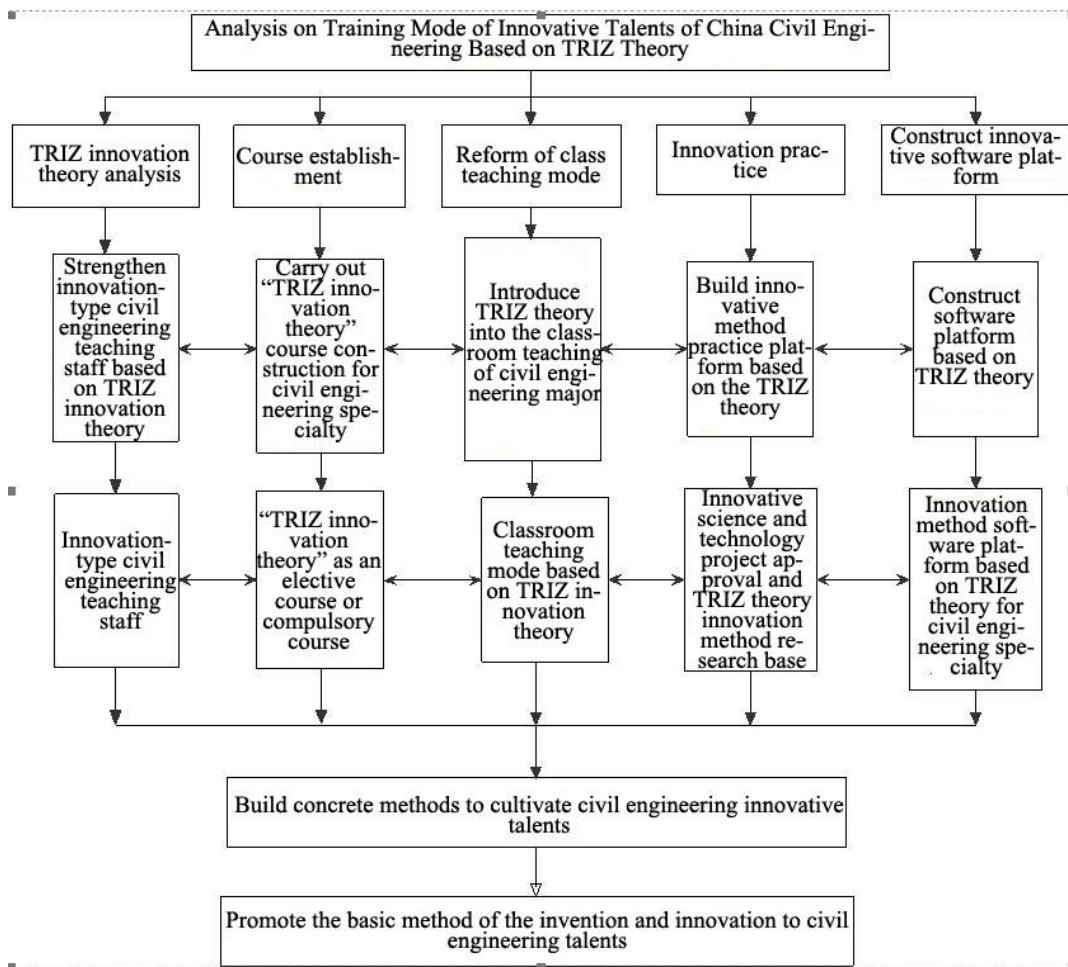 Analysis on Training Mode of Innovative Talents of China Civil Engi-
neering Based on TRIZ Theory
TRIZ innovation
theory analysis
Course establish-
ment
Reform of class
teaching mode
Innovation prac-
tice
Construct innova-
tive software plat-
form
Strengthen
innovation-
type civil
engineering
teaching
staff based on
TRIZ
innovation
theory
Carry out
“TRIZ inno-
vation
theory”
course con-
struction for
civil engi-
neering spe-
cialty
Introduce
TRIZ theory
into the class-
room teaching
of civil engi-
neering major
Build inno-
vative
method
practice plat-
form based
on the TRIZ
theory
Construct
software
platform
based on
TRIZ theory
Innovation-
type civil
engineering
teaching
staff
“TRIZ inno-
vation
theory” as an
elective
course or
compulsory
course
Classroom
teaching
mode based
on TRIZ in-
novation
theory
Innovative
science and
technology
project ap-
proval and
TRIZ theory
innovation
method re-
search base
Innovation
method soft-
ware plat-
form based
on TRIZ
theory for
civil engi-
neering spe-
cialty
Build concrete methods to cultivate civil engineering innovative
talents
Promote the basic method of the invention and innovation to civil
engineering talents